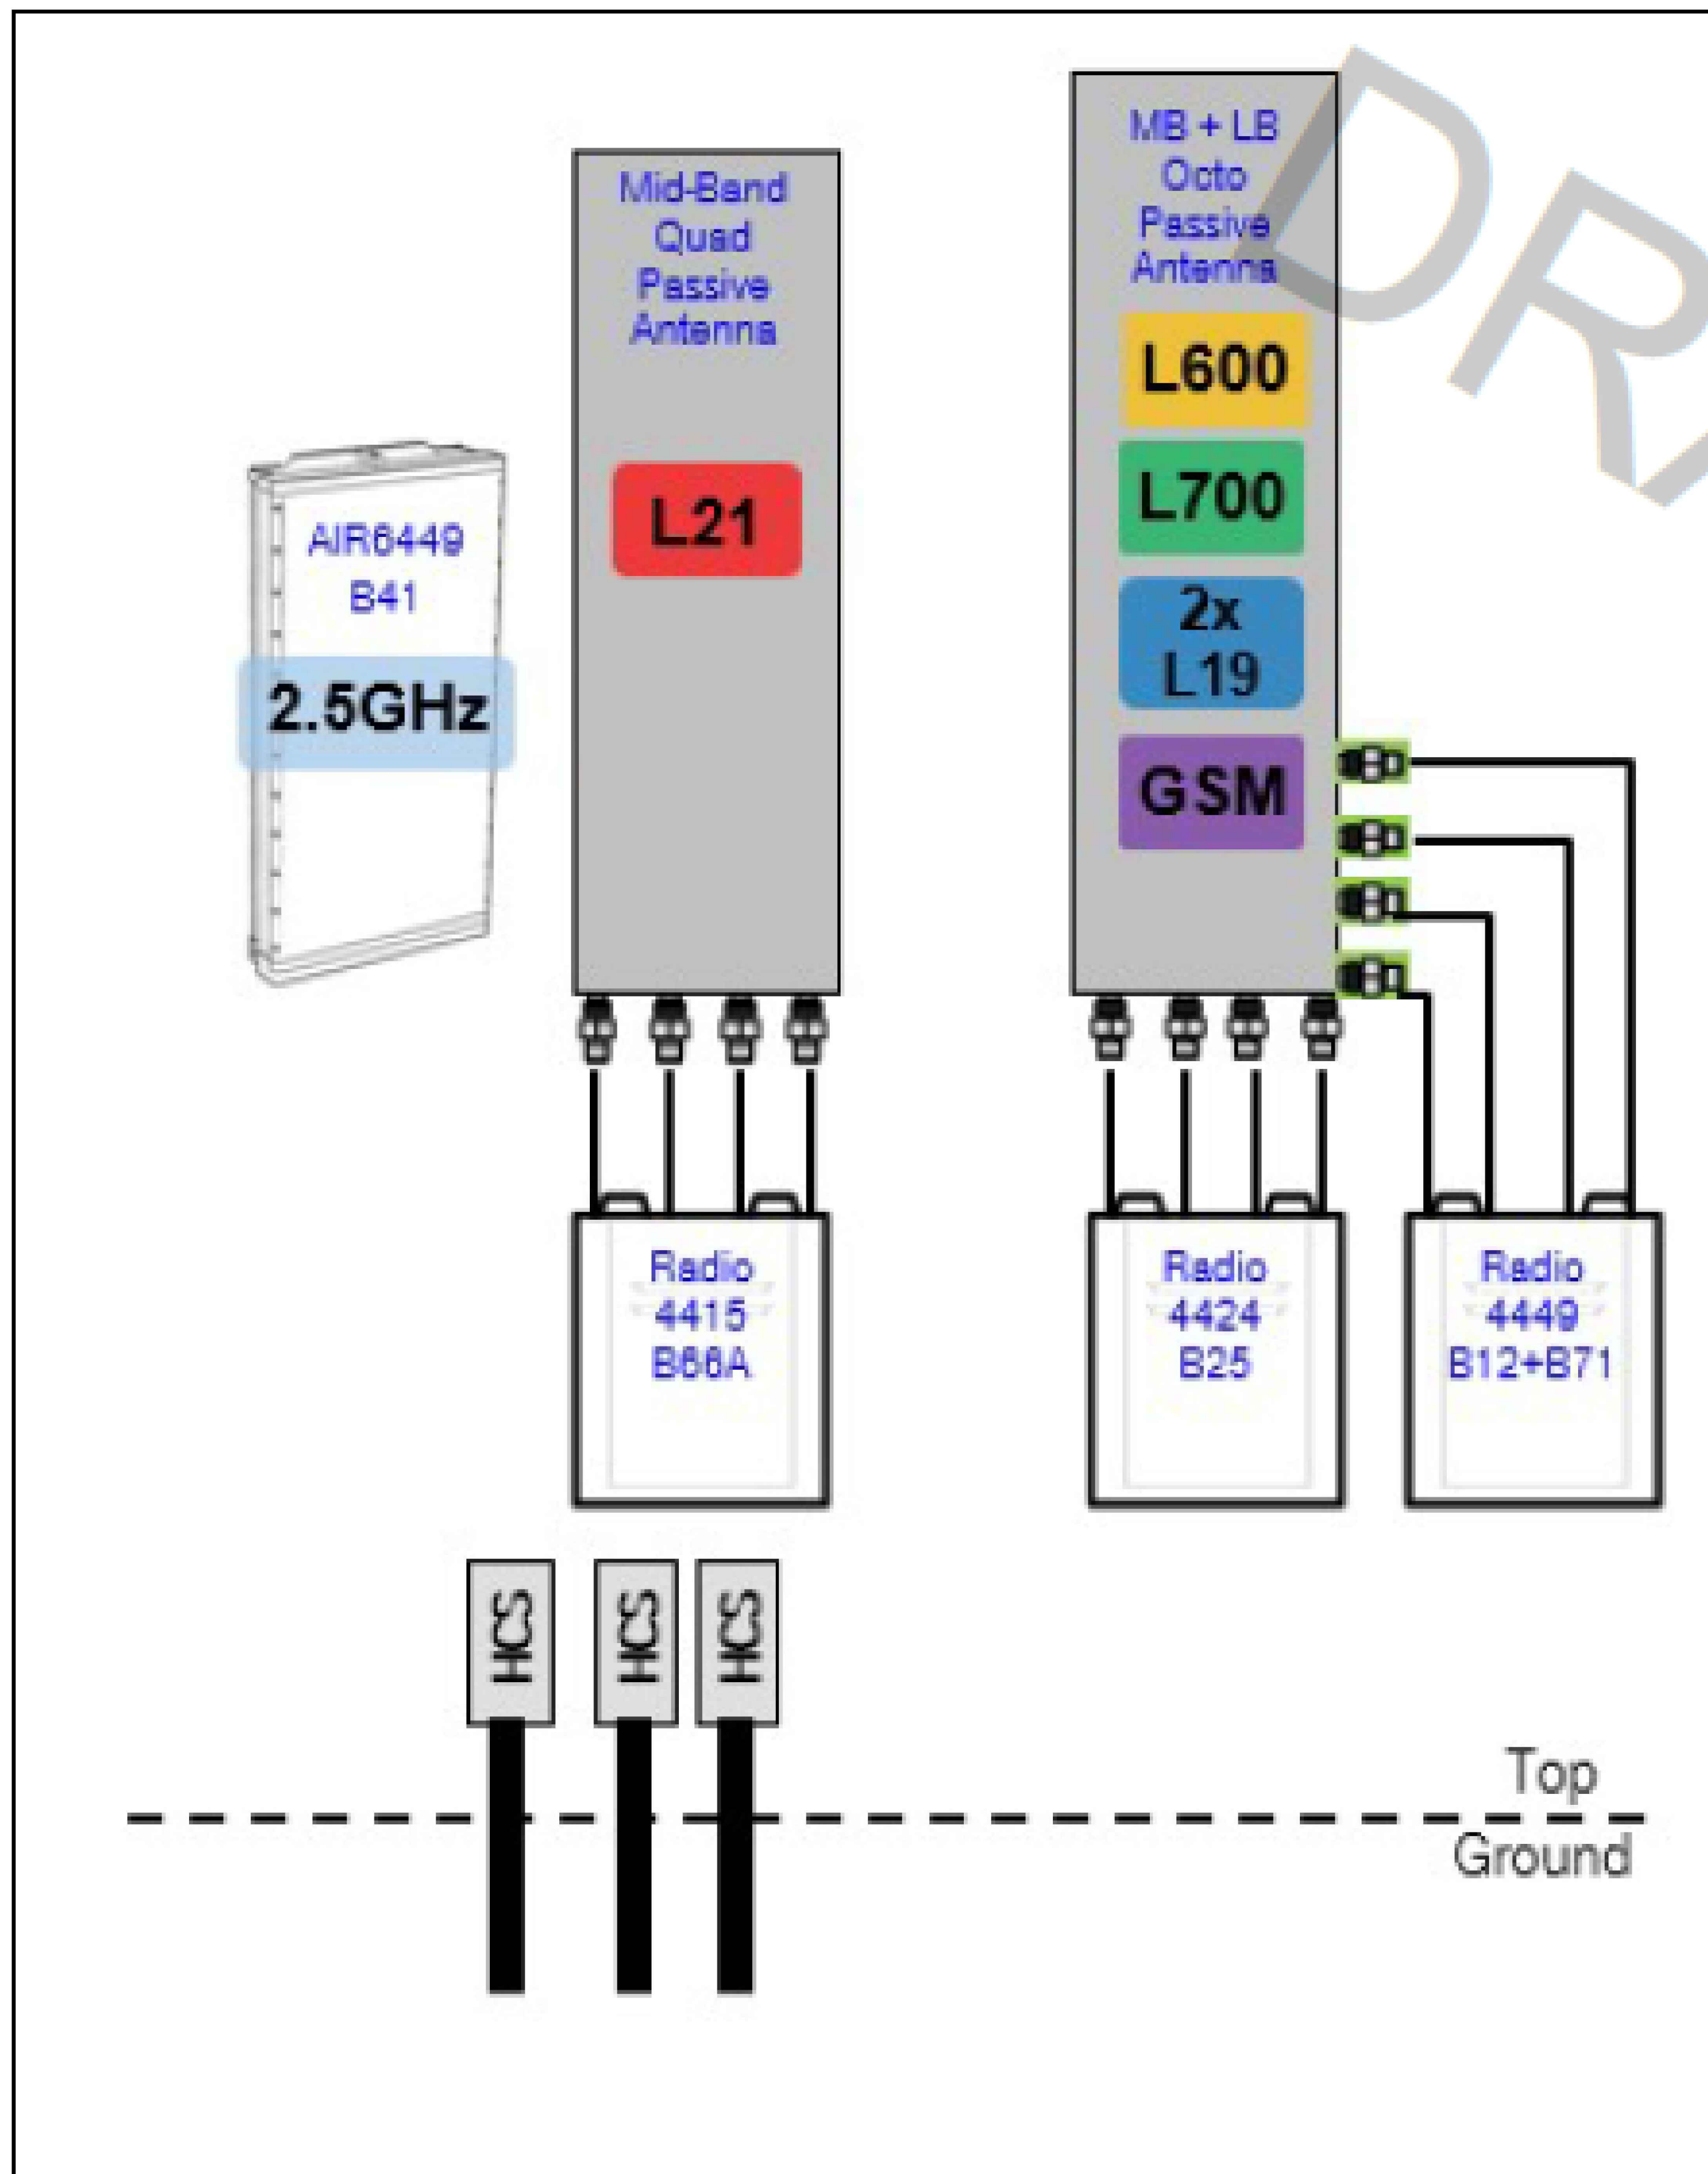 AIR6449
B41
2.5GHz
Mid-Band
Quad
Passive
Antenna
L21
MB + LB
Octo
Passive
Antenna
L600
L700
2x
L19
GSM
Radio
4415
B66A
Radio
4424
B25
Radio
4449
B12+B71
HCS
HCS
HCS
Top
Ground